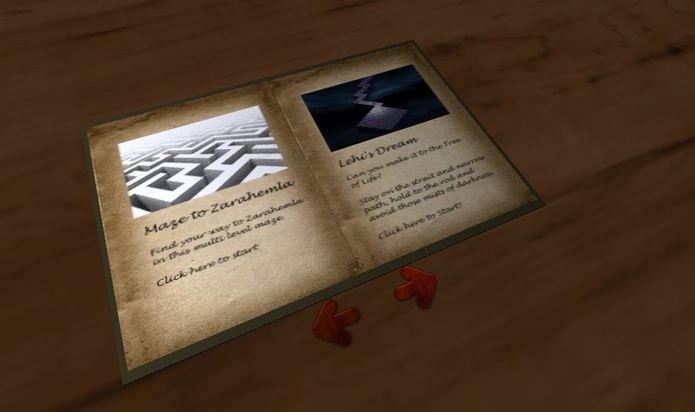 Maze to Zarahemla
Find your way to Zarahemla
in this multi level maze.
Click here to start
Lehi's Dream
Can you make it to the Tree
of Life?
Stay on the strait and narrow
path, hold to the rod and
avoid those mists of darkness.
Click here to Start!